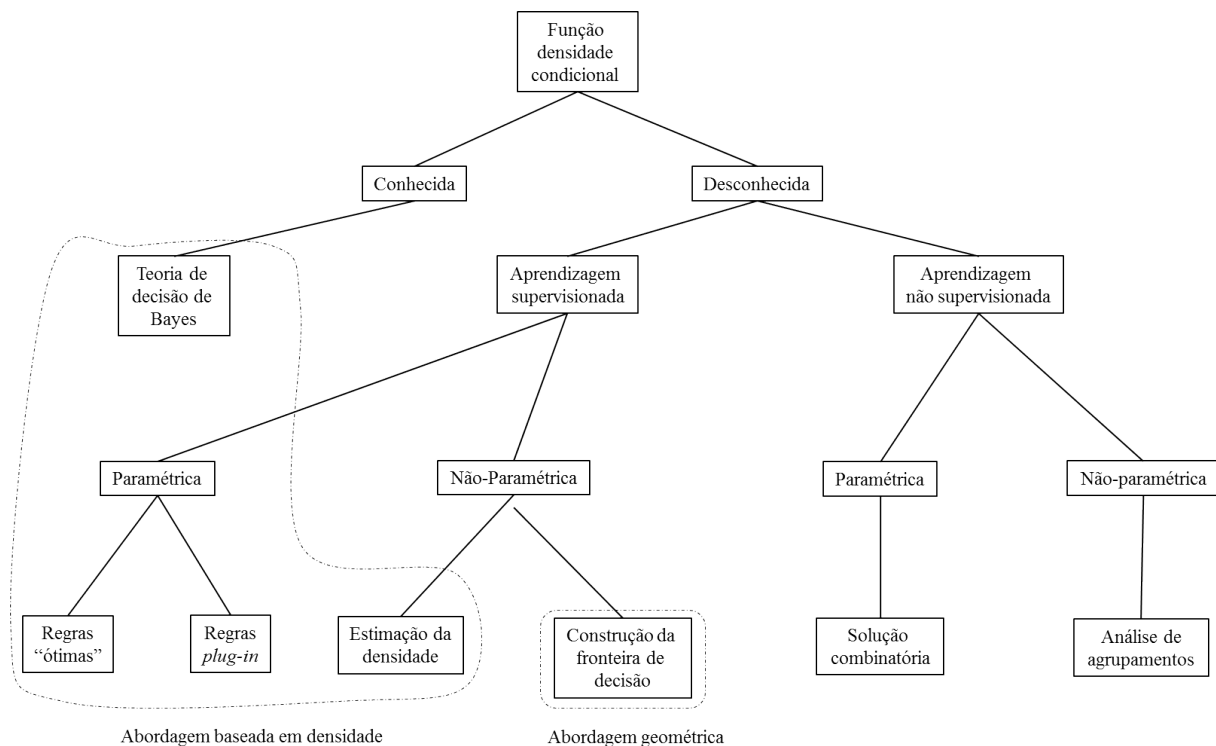 Função
densidade
condicional
Conhecida
Desconhecida
Teoria de
decisão de
Bayes
Aprendizagem
supervisionada
Aprendizagem
não supervisionada
Paramétrica
Não-Paramétrica
Paramétrica
Não-paramétrica
Regras
“ótimas”
Regras
plug-in
Estimação da
densidade
Construção da
fronteira de
decisão
Solução
combinatória
Análise de
agrupamentos
Abordagem baseada em densidade
Abordagem geométrica